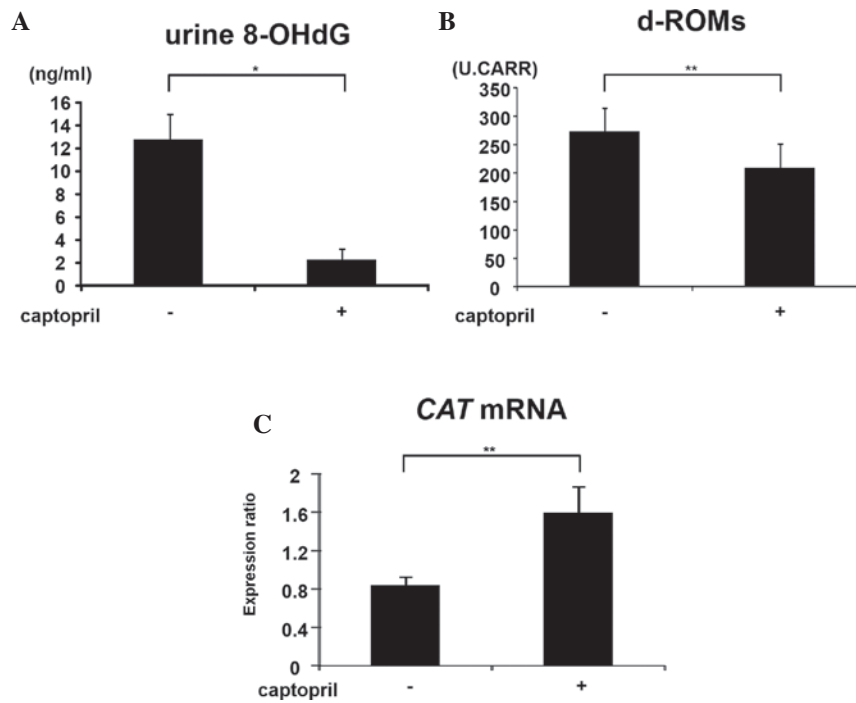 A
urine 8-OHdG
(ng/ml)
*
16
14
12
10
8
6
4
2
0
captopril - +
B
d-ROMs
(U.CARR)
**
350
300
250
200
150
100
50
0
captopril - +
C
CAT mRNA
**
Expression ratio
2
1.6
1.2
0.8
0.4
0
captopril - +